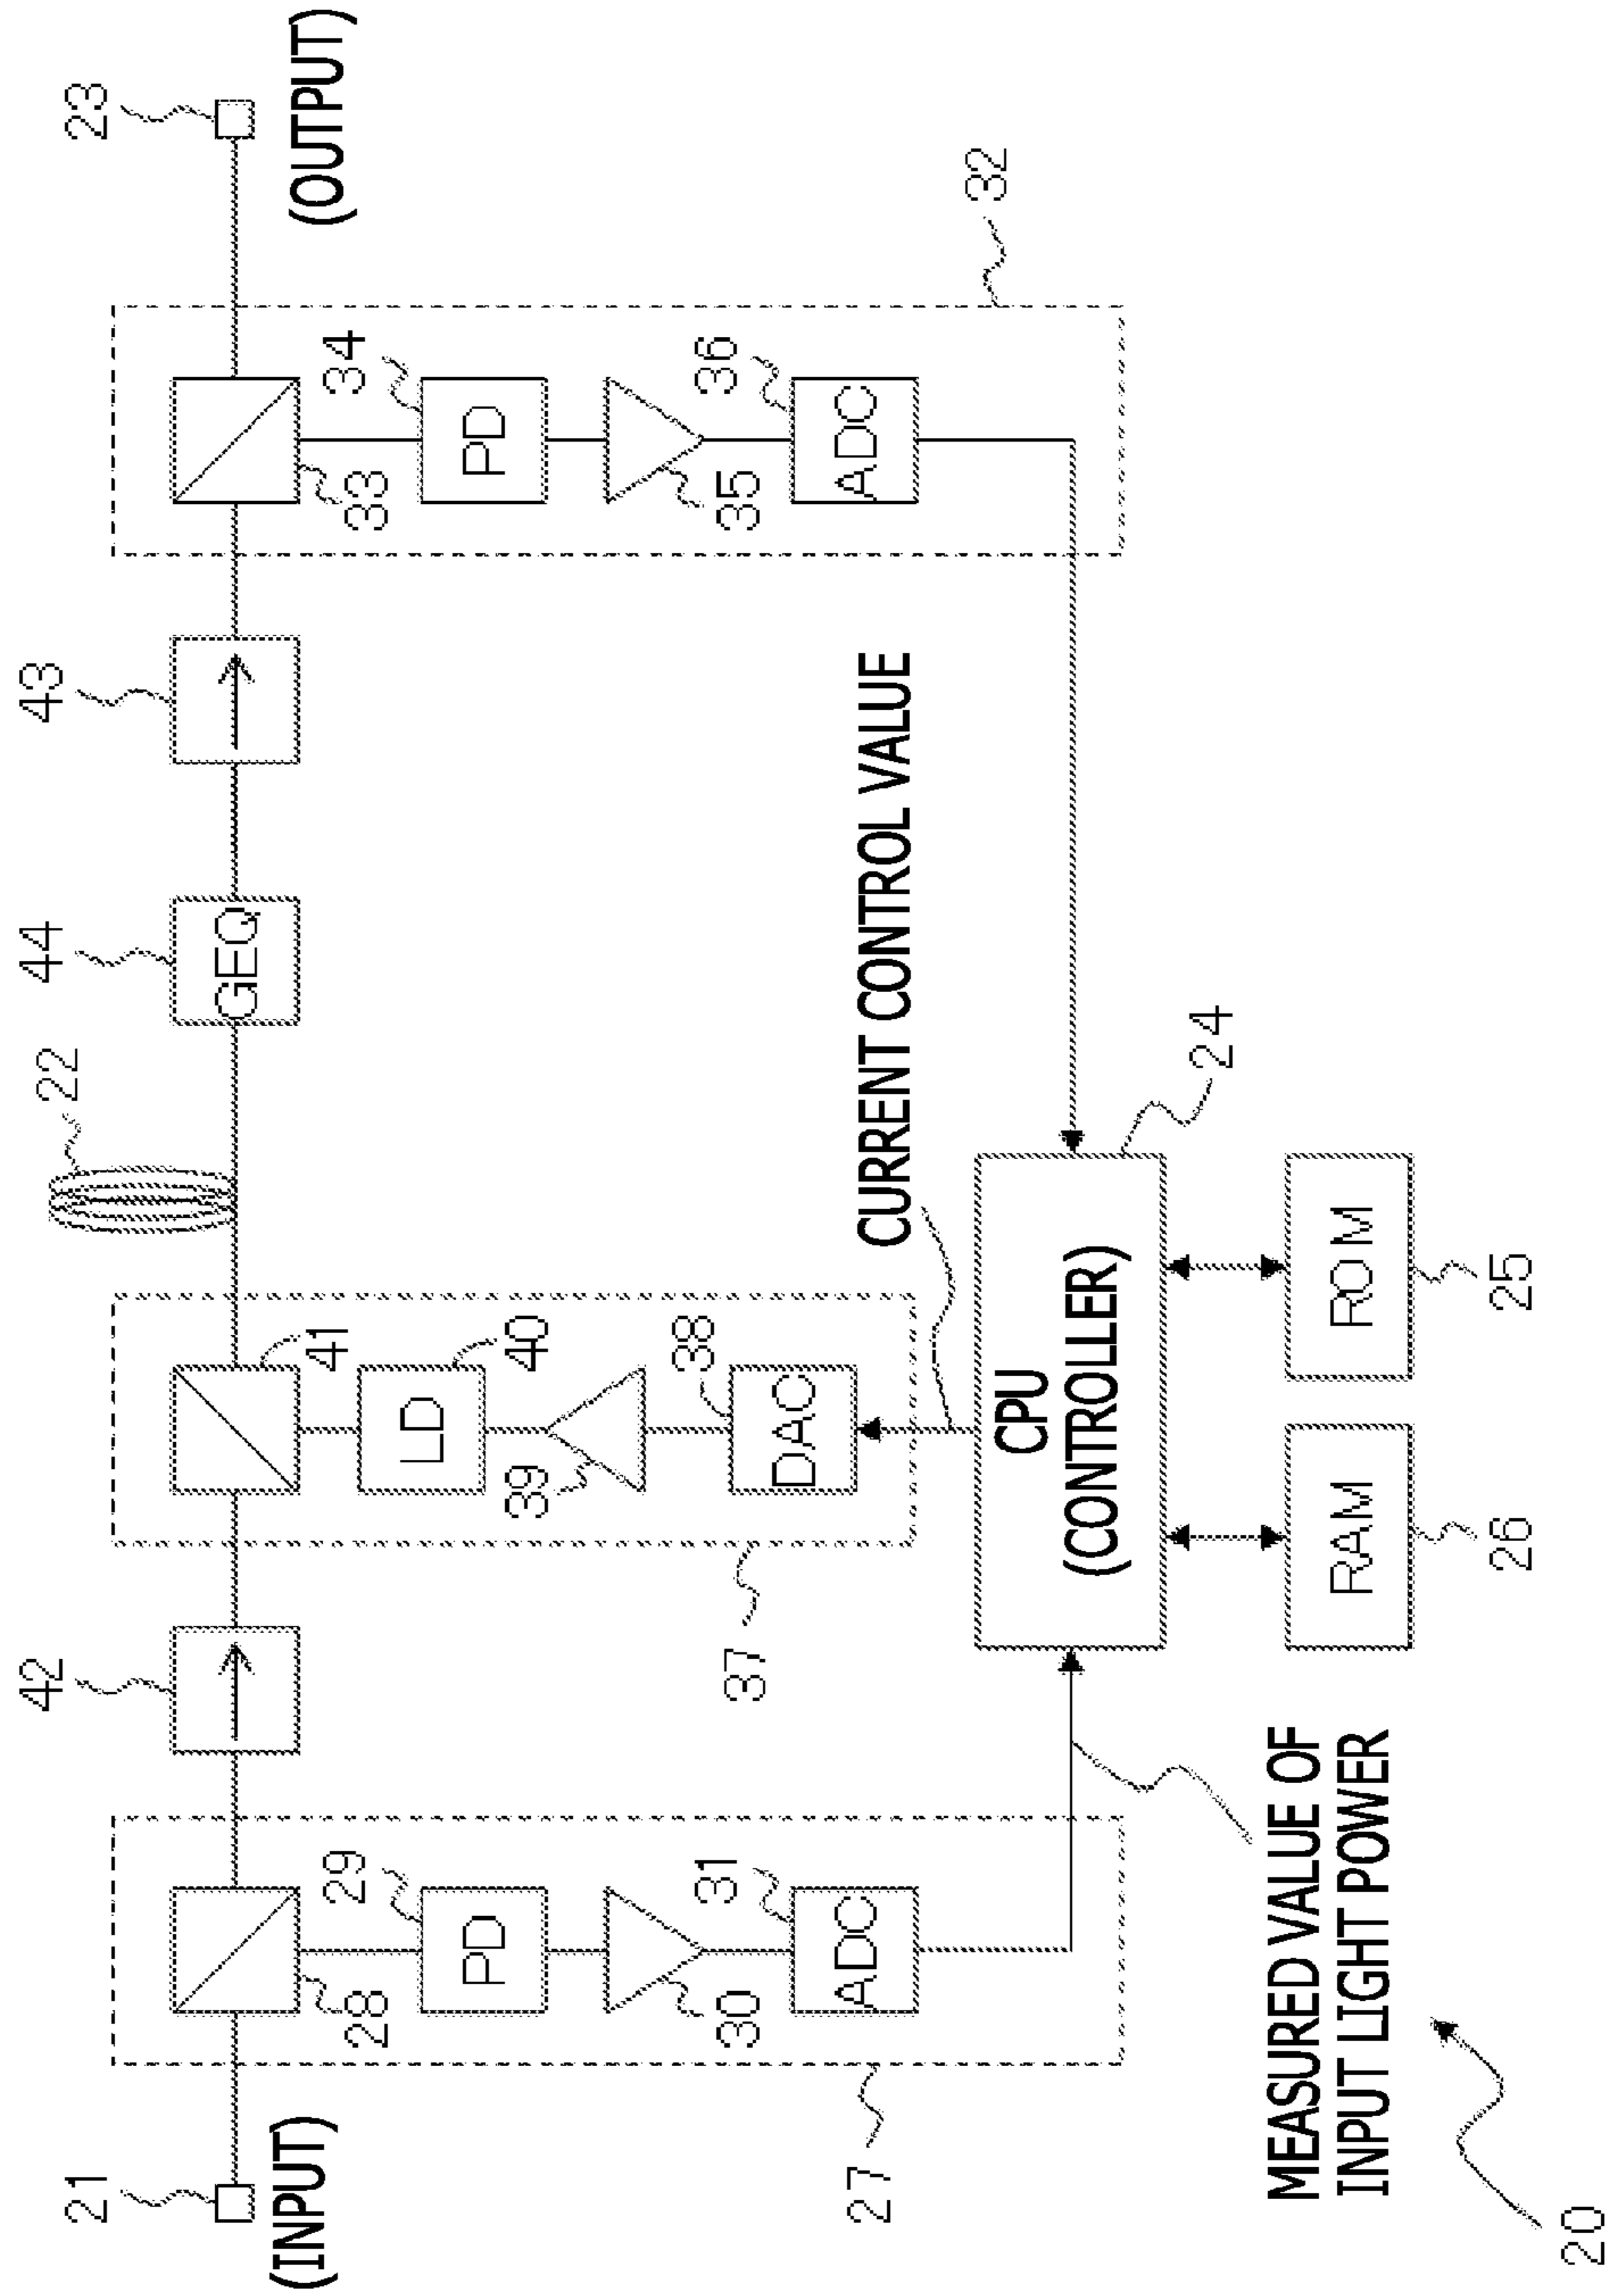 21
(INPUT)
28
29
PD
30
31
ADC
27
42
41
LD
40
39
38
DAC
37
22
GEQ
44
43
33
34
PD
35
36
ADC
32
23
(OUTPUT)
CURRENT CONTROL VALUE
CPU
(CONTROLLER)
24
RAM
26
ROM
25
MEASURED VALUE OF
INPUT LIGHT POWER
20